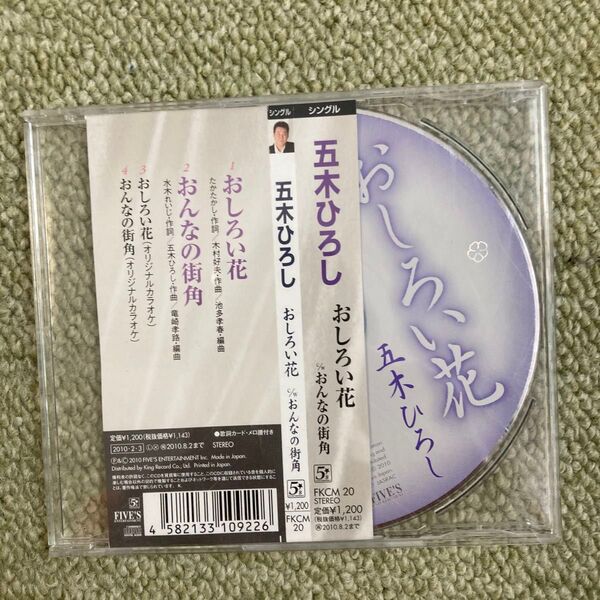 シングル
五木ひろし
おしろい花
C/W おんなの街角
5
FKCM 20
STEREO
定価¥1,200
(税抜価格¥1,143)
2010.8.2まで
シングル
五木ひろし
おしろい花
C/W おんなの街角
5
¥1,200
FKCM
20
1 おしろい花
たかたかし・作詞/木村好夫・作曲/池多孝春・編曲
2 おんなの街角
水木れいじ・作詞/五木ひろし・作曲/竜崎孝路・編曲
3 おしろい花(オリジナルカラオケ)
4 おんなの街角(オリジナルカラオケ)
定価¥1,200(税抜価格¥1,143) ●歌詞カード・メロ譜付き
2010・2・3 2010.8.2まで STEREO
℗&© 2010 FIVE'S ENTERTAINMENT Inc. Made in Japan.
Distributed by King Record Co., Ltd. Printed in Japan.
FIVE'S
4 582133 109226
おしろい花
五木ひろし
FIVE'S